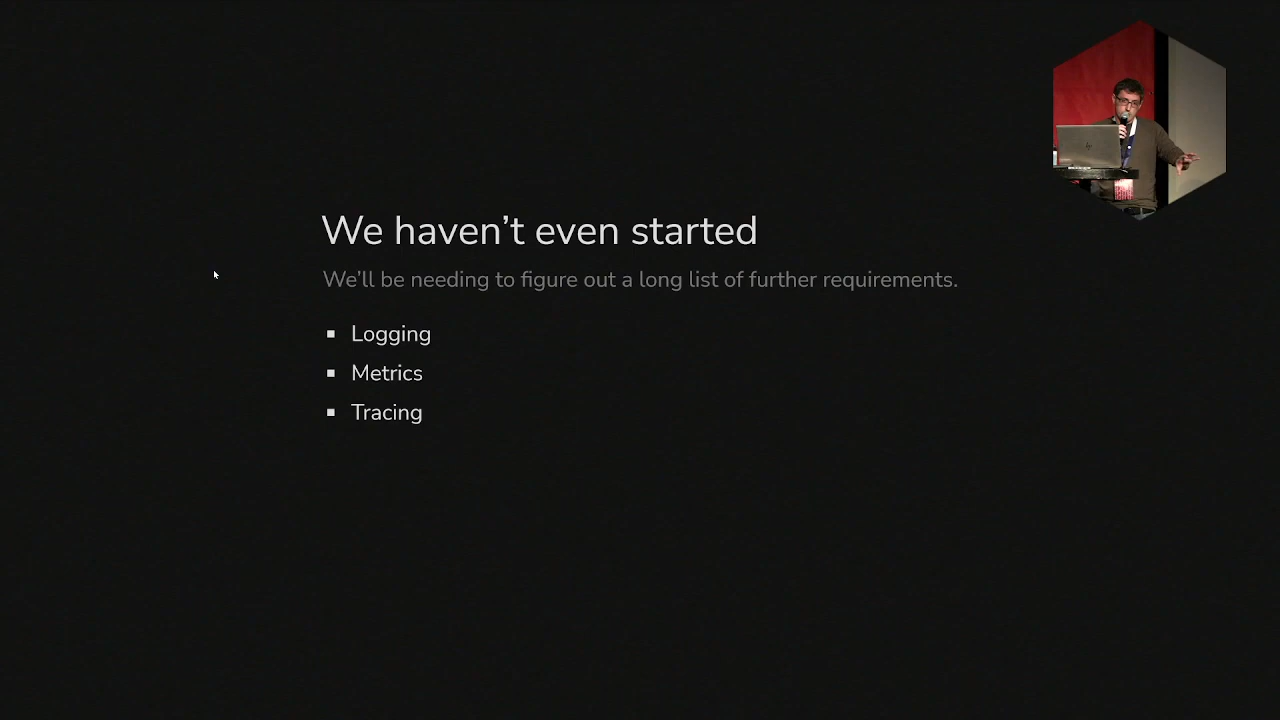 We haven’t even started
We’ll be needing to figure out a long list of further requirements.
Logging
Metrics
Tracing